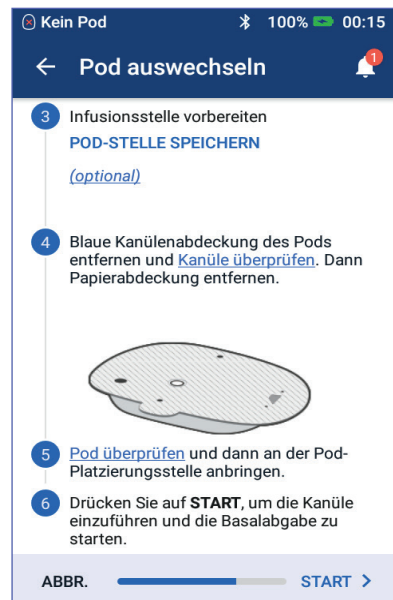 Kein Pod 100% 00:15
Pod auswechseln 1
3 Infusionsstelle vorbereiten
POD-STELLE SPEICHERN
(optional)
4 Blaue Kanülenabdeckung des Pods
entfernen und Kanüle überprüfen. Dann
Papierabdeckung entfernen.
5 Pod überprüfen und dann an der Pod-
Platzierungsstelle anbringen.
6 Drücken Sie auf START, um die Kanüle
einzuführen und die Basalabgabe zu
starten.
ABBR. START